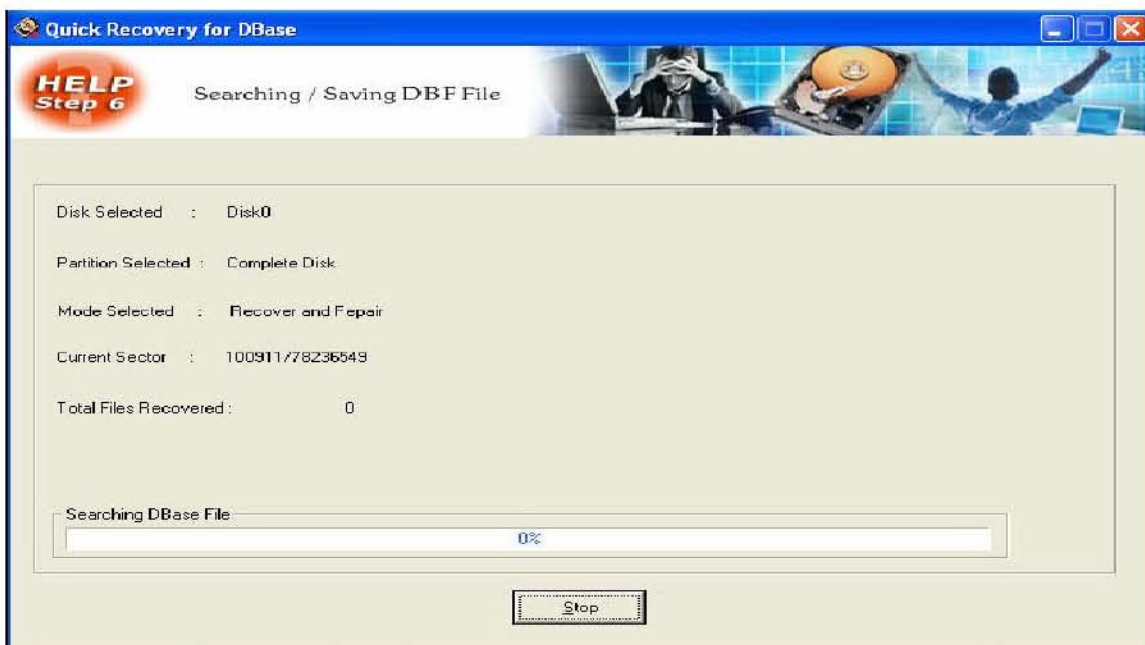 Quick Recovery for DBase
HELP
Step 6
Searching / Saving DBF File
Disk Selected : Disk0
Partition Selected : Complete Disk
Mode Selected : Recover and Fepair
Current Sector : 100911/78236549
Total Files Recovered : 0
Searching DBase File
0%
Stop